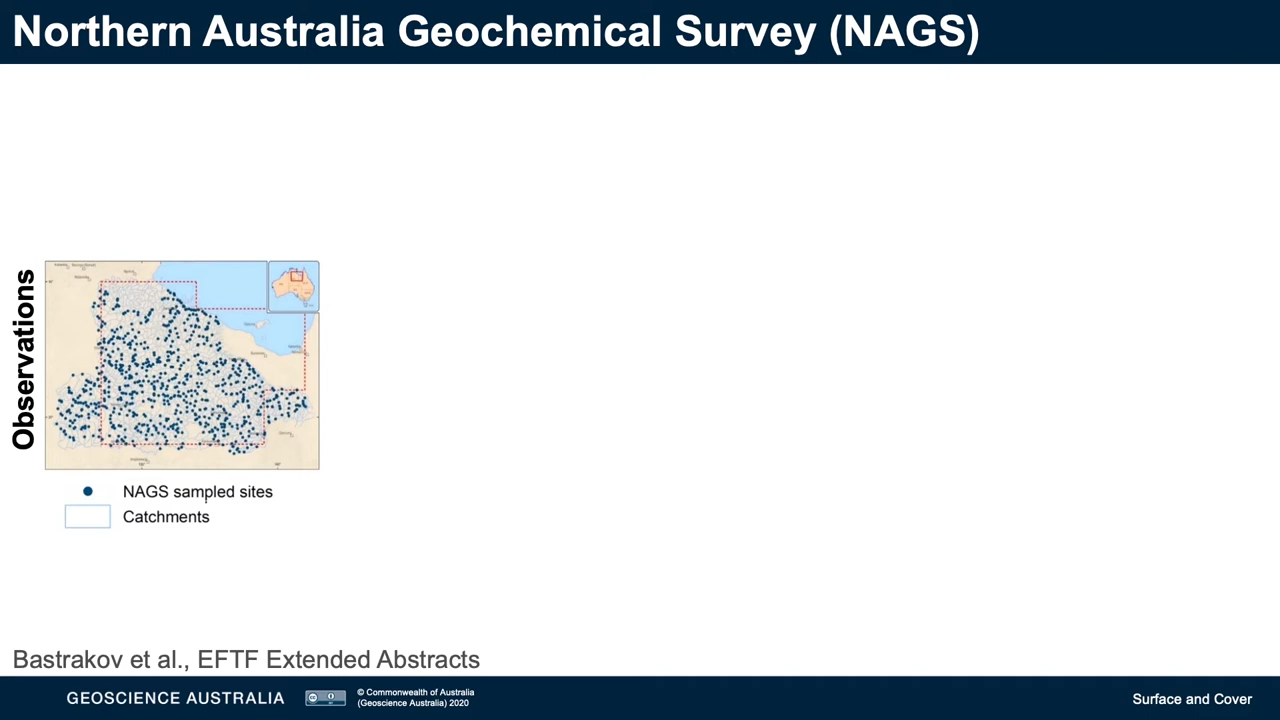 Northern Australia Geochemical Survey (NAGS)
Observations
NAGS sampled sites
Catchments
Bastrakov et al., EFTF Extended Abstracts
GEOSCIENCE AUSTRALIA
© Commonwealth of Australia
(Geoscience Australia) 2020
Surface and Cover